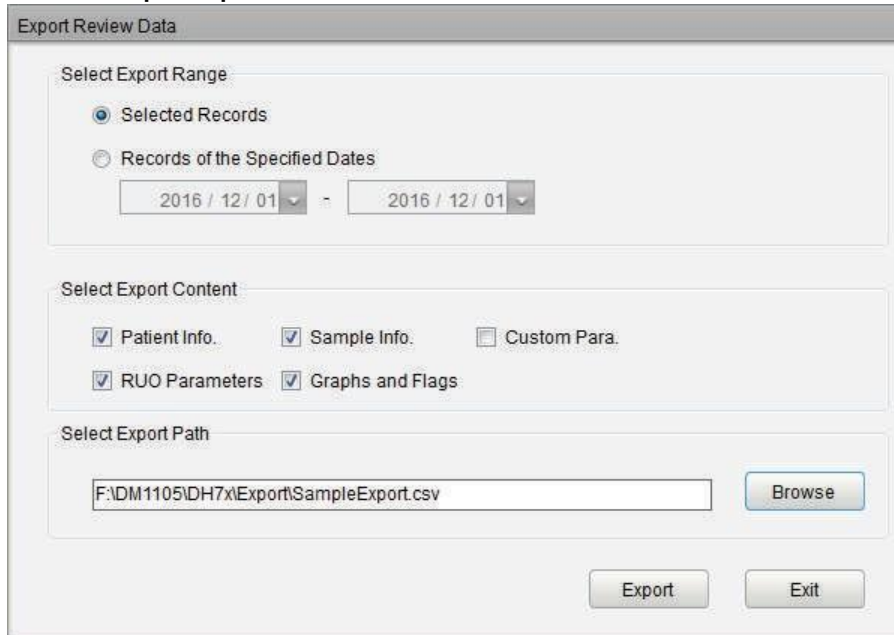 Export Review Data
Select Export Range
Selected Records
Records of the Specified Dates
2016 / 12 / 01 - 2016 / 12 / 01
Select Export Content
Patient Info. Sample Info. Custom Para.
RUO Parameters Graphs and Flags
Select Export Path
F:\DM1105\DH7x\Export\SampleExport.csv Browse
Export Exit